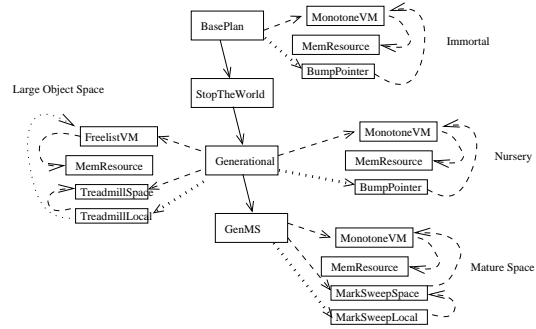 BasePlan
MonotoneVM
MemResource
Immortal
BumpPointer
StopTheWorld
Large Object Space
FreelistVM
MemResource
TreadmillSpace
TreadmillLocal
Generational
MonotoneVM
MemResource
Nursery
BumpPointer
GenMS
MonotoneVM
MemResource
Mature Space
MarkSweepSpace
MarkSweepLocal